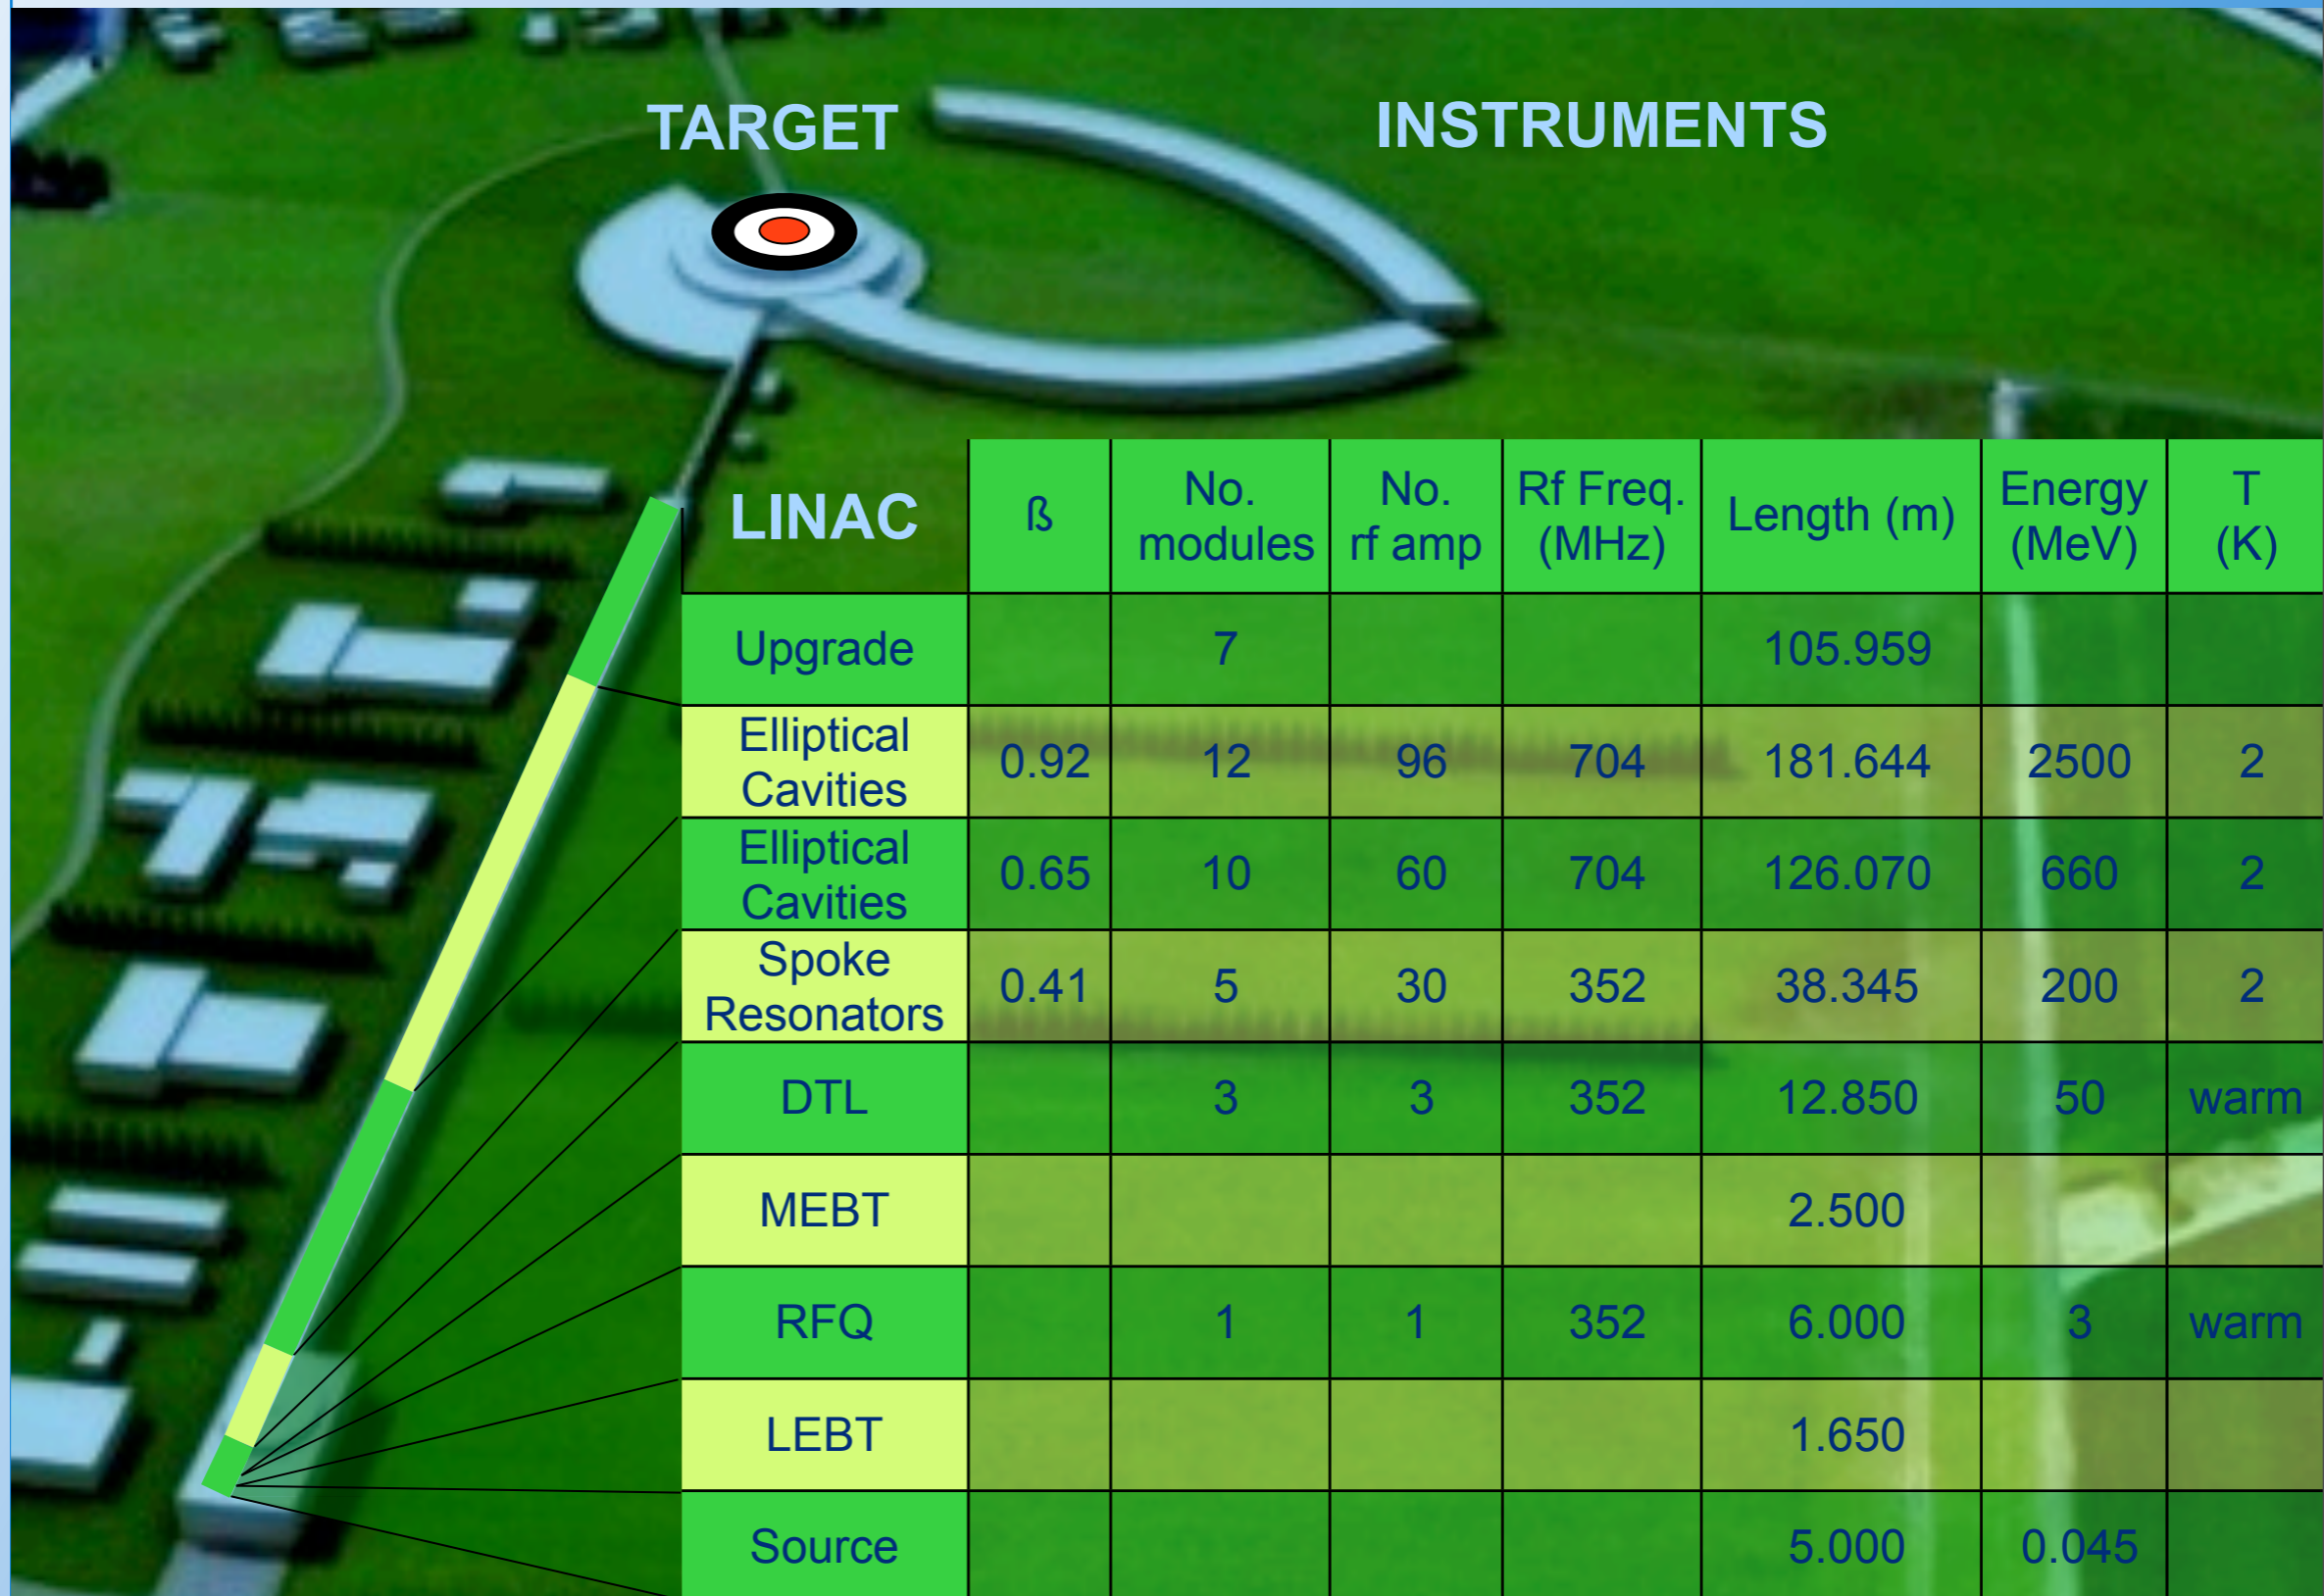 TARGET
INSTRUMENTS
LINAC ß No. modules No. rf amp Rf Freq. (MHz) Length (m) Energy (MeV) T (K)
Upgrade 7 105.959
Elliptical Cavities 0.92 12 96 704 181.644 2500 2
Elliptical Cavities 0.65 10 60 704 126.070 660 2
Spoke Resonators 0.41 5 30 352 38.345 200 2
DTL 3 3 352 12.850 50 warm
MEBT 2.500
RFQ 1 1 352 6.000 3 warm
LEBT 1.650
Source 5.000 0.045